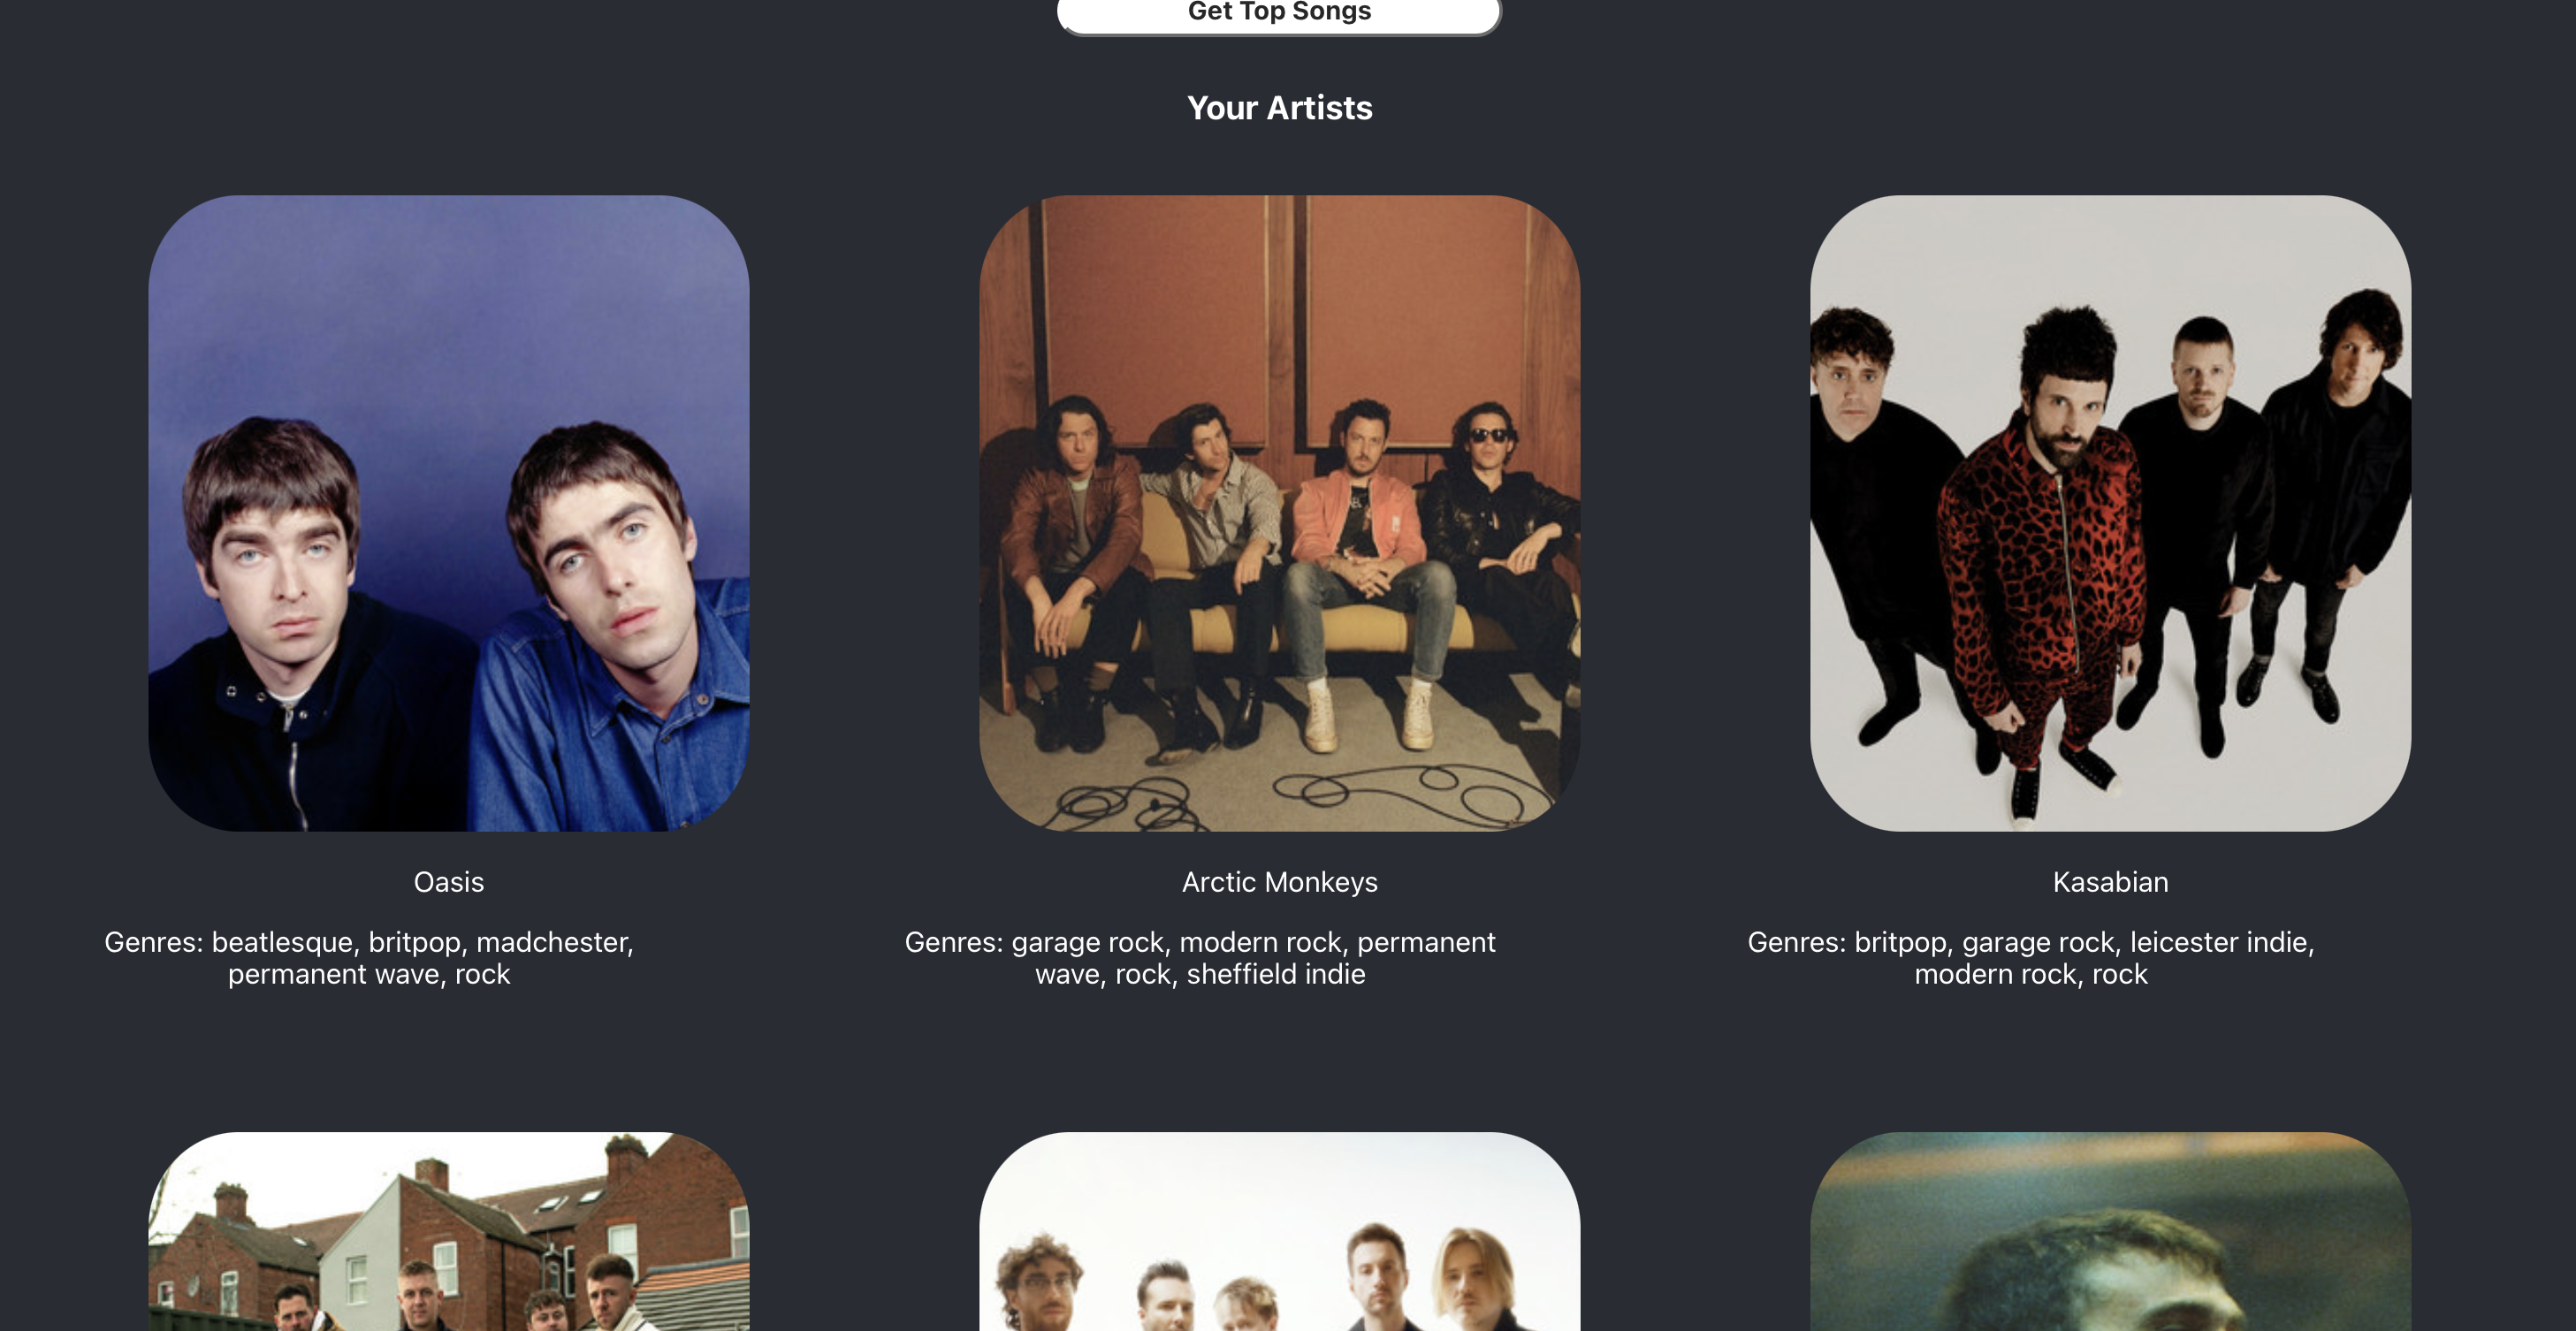 Get Top Songs
Your Artists
Oasis
Arctic Monkeys
Kasabian
Genres: beatlesque, britpop, madchester,
permanent wave, rock
Genres: garage rock, modern rock, permanent
wave, rock, sheffield indie
Genres: britpop, garage rock, leicester indie,
modern rock, rock